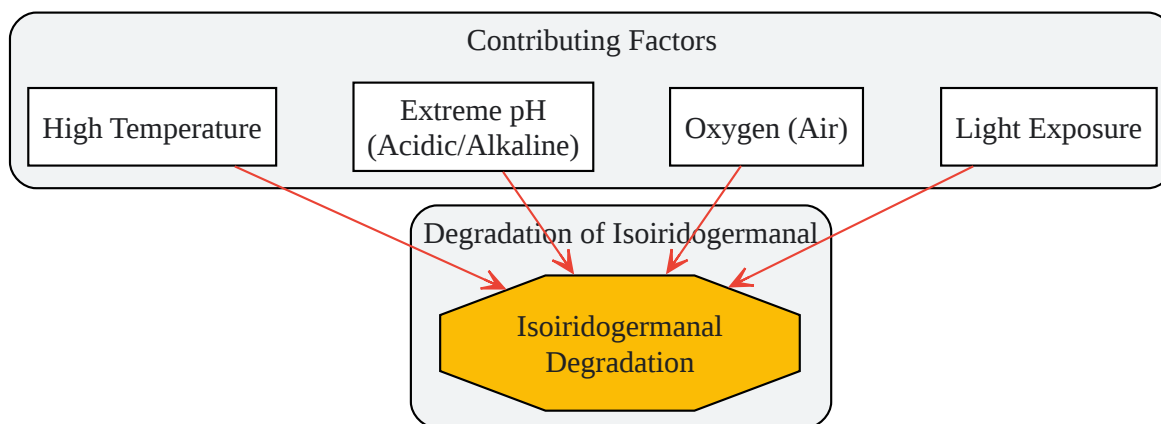 Contributing Factors
High Temperature
Extreme pH
(Acidic/Alkaline)
Oxygen (Air)
Light Exposure
Degradation of Isoiridogermanal
Isoiridogermanal
Degradation